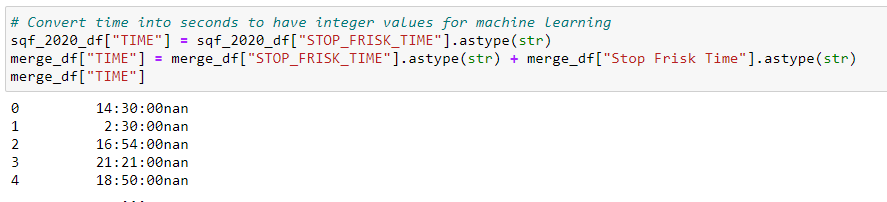 # Convert time into seconds to have integer values for machine learning
sqf_2020_df["TIME"] = sqf_2020_df["STOP_FRISK_TIME"].astype(str)
merge_df["TIME"] = merge_df["STOP_FRISK_TIME"].astype(str) + merge_df["Stop Frisk Time"].astype(str)
merge_df["TIME"]
0 14:30:00nan
1 2:30:00nan
2 16:54:00nan
3 21:21:00nan
4 18:50:00nan
...